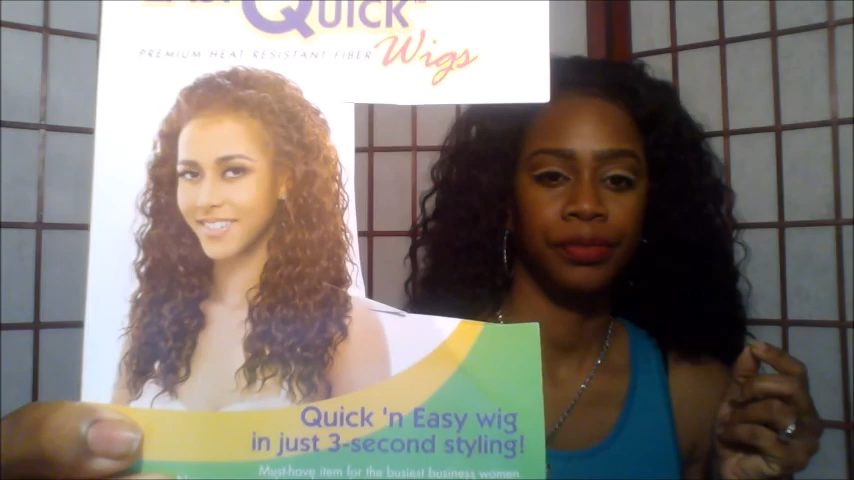 QUICK
PREMIUM HEAT RESISTANT FIBER Wigs
Quick 'n Easy wig
in just 3-second styling!
Must-have item for the busiest business women.